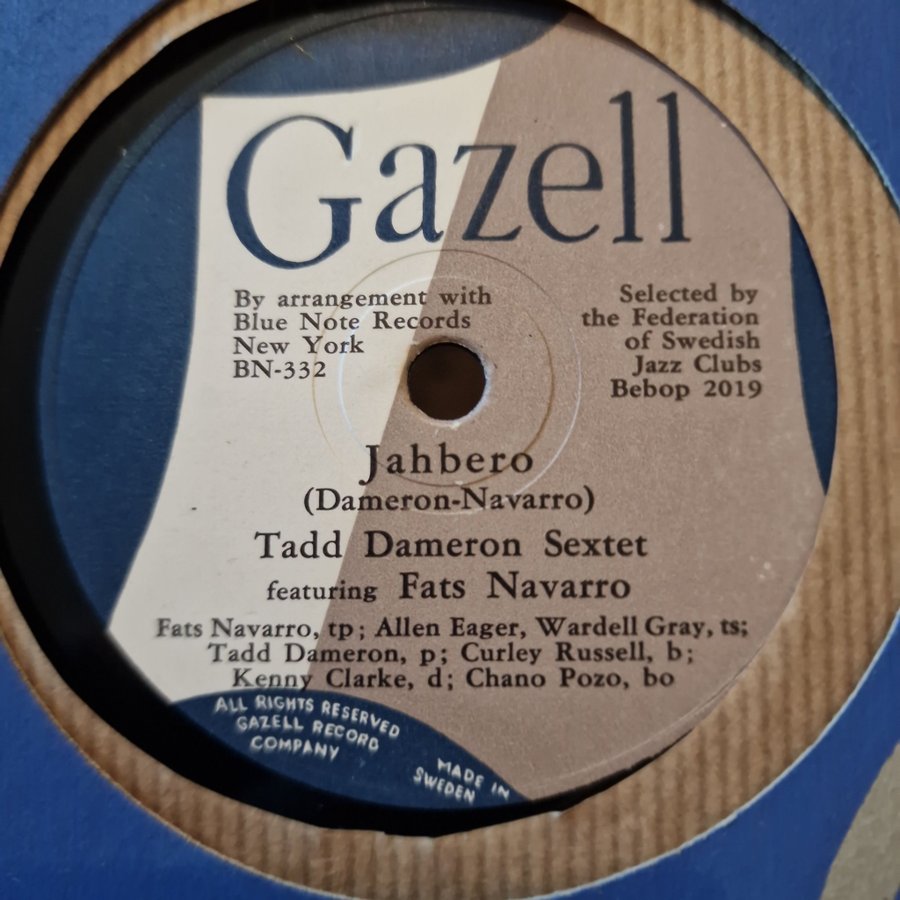 Gazell
By arrangement with
Blue Note Records
New York
BN-332
Selected by
the Federation
of Swedish
Jazz Clubs
Bebop 2019
Jahbero
(Dameron-Navarro)
Tadd Dameron Sextet
featuring Fats Navarro
Fats Navarro, tp; Allen Eager, Wardell Gray, ts;
Tadd Dameron, p; Curley Russell, b;
Kenny Clarke, d; Chano Pozo, bo
ALL RIGHTS RESERVED
GAZELL RECORD
COMPANY
MADE IN
SWEDEN